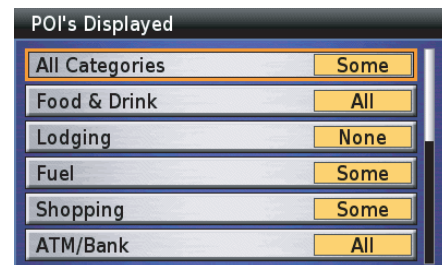 POI's Displayed
All Categories Some
Food & Drink All
Lodging None
Fuel Some
Shopping Some
ATM/Bank All